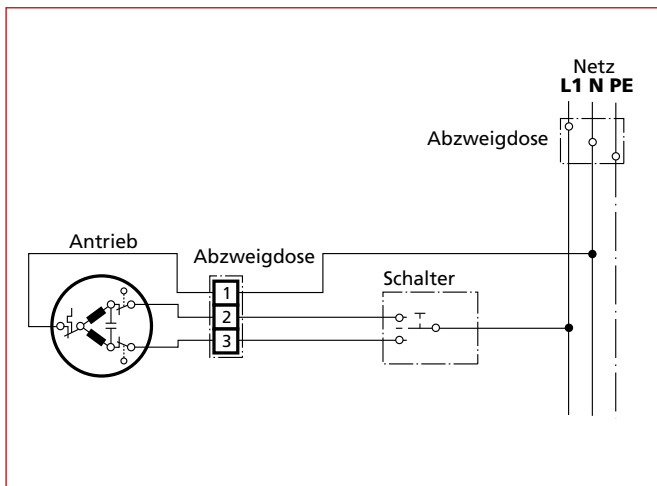 Netz
L1 N PE
Abzweigdose
Antrieb
Abzweigdose
Schalter
1
2
3